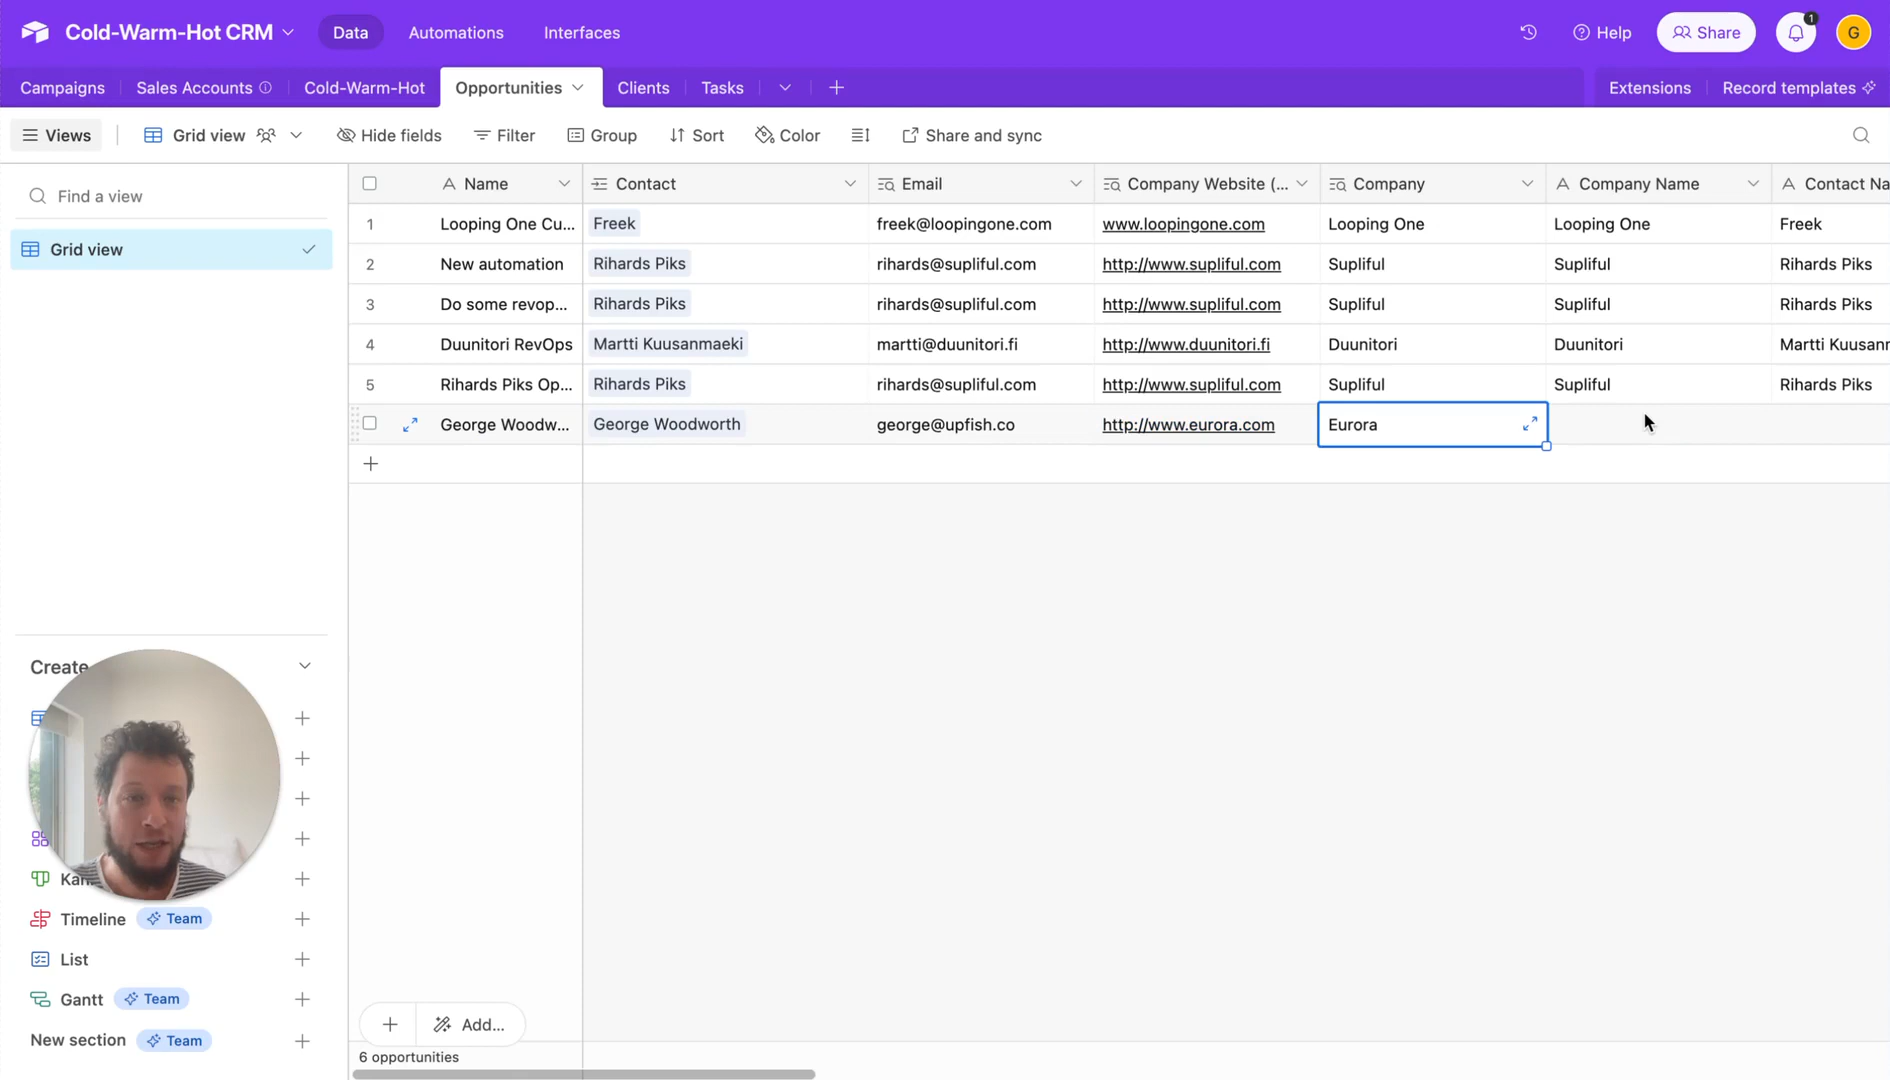 Cold-Warm-Hot CRM Data Automations Interfaces Help Share 1 G
Campaigns Sales Accounts Cold-Warm-Hot Opportunities Clients Tasks Extensions Record templates
Views Grid view Hide fields Filter Group Sort Color Share and sync
Find a view
Grid view
Name Contact Email Company Website (... Company Company Name Contact Na
1 Looping One Cu... Freek freek@loopingone.com www.loopingone.com Looping One Looping One Freek
2 New automation Rihards Piks rihards@supliful.com http://www.supliful.com Supliful Supliful Rihards Piks
3 Do some revop... Rihards Piks rihards@supliful.com http://www.supliful.com Supliful Supliful Rihards Piks
4 Duunitori RevOps Martti Kuusanmaeki martti@duunitori.fi http://www.duunitori.fi Duunitori Duunitori Martti Kuusanm
5 Rihards Piks Op... Rihards Piks rihards@supliful.com http://www.supliful.com Supliful Supliful Rihards Piks
George Woodw... George Woodworth george@upfish.co http://www.eurora.com Eurora
Create
Timeline Team
List
Gantt Team
New section Team
Add...
6 opportunities